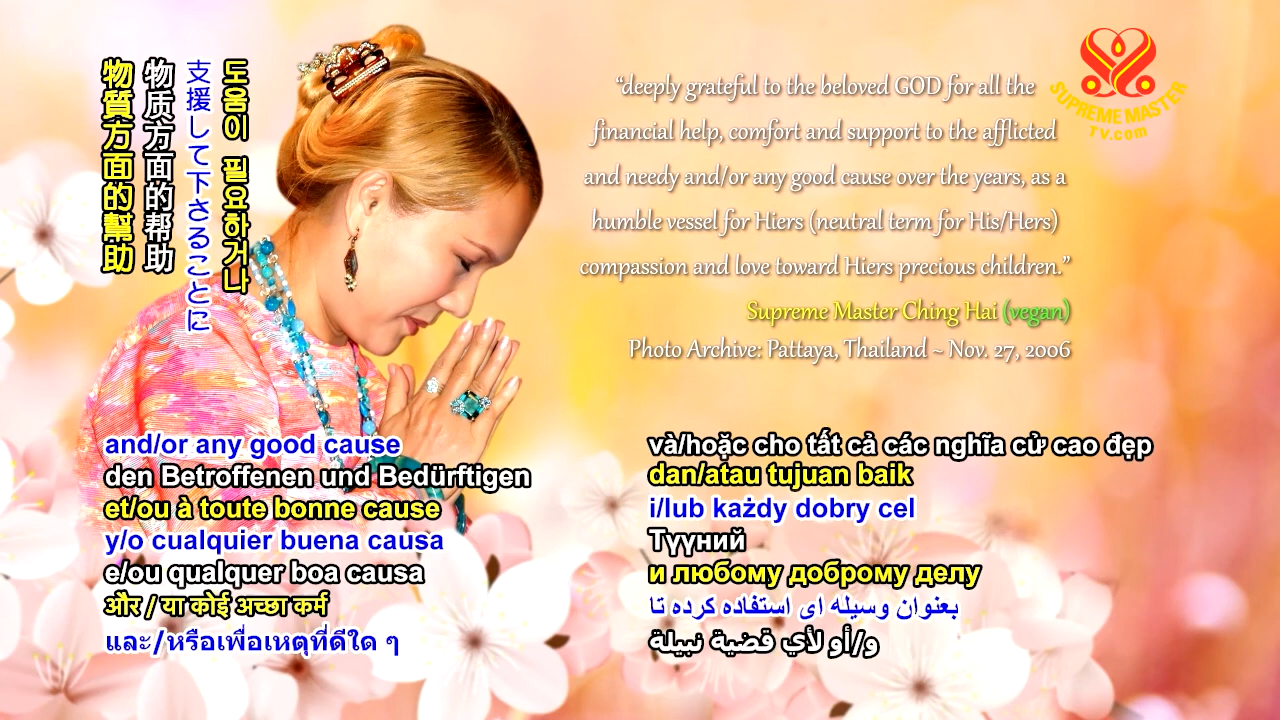 物質方面的幫助
物质方面的帮助
支援して下さることに
도움이 필요하거나
“deeply grateful to the beloved GOD for all the
financial help, comfort and support to the afflicted
and needy and/or any good cause over the years, as a
humble vessel for Hiers (neutral term for His/Hers)
compassion and love toward Hiers precious children.”
Supreme Master Ching Hai (vegan)
Photo Archive: Pattaya, Thailand ~ Nov. 27, 2006
SUPREME MASTER
TV.com
and/or any good cause
den Betroffenen und Bedürftigen
et/ou à toute bonne cause
y/o cualquier buena causa
e/ou qualquer boa causa
और / या कोई अच्छा कर्म
และ/หรือเพื่อเหตุที่ดีใด ๆ
và/hoặc cho tất cả các nghĩa cử cao đẹp
dan/atau tujuan baik
i/lub każdy dobry cel
Түүний
и любому доброму делу
بعنوان وسیله ای استفاده کرده تا
و/أو لأي قضية نبيلة